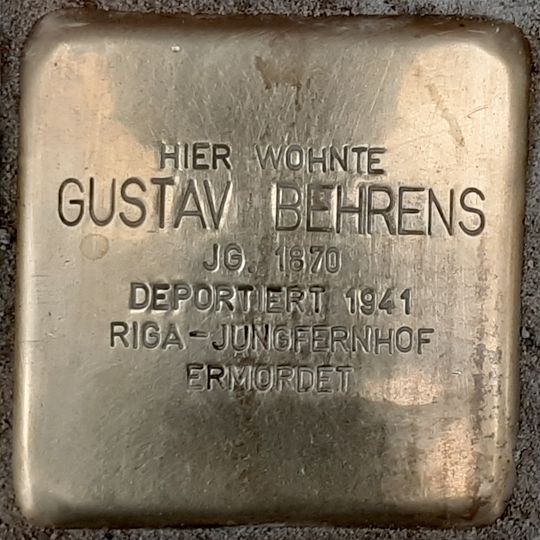 HIER WOHNTE
GUSTAV BEHRENS
JG. 1870
DEPORTIERT 1941
RIGA-JUNGFERNHOF
ERMORDET